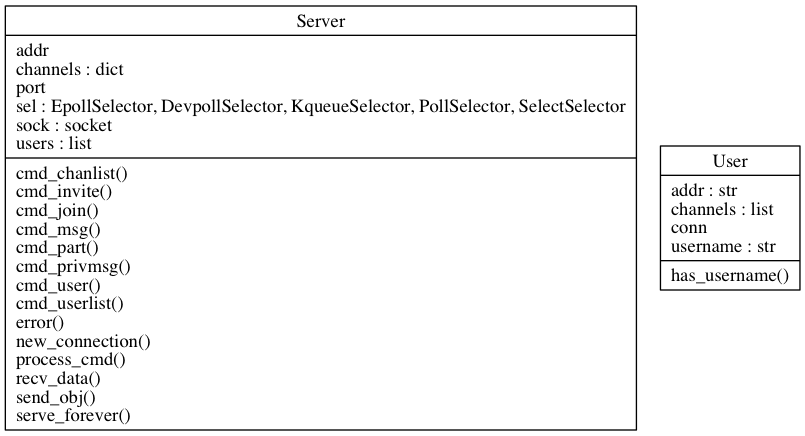 Server
addr
channels : dict
port
sel : EpollSelector, DevpollSelector, KqueueSelector, PollSelector, SelectSelector
sock : socket
users : list
cmd_chanlist()
cmd_invite()
cmd_join()
cmd_msg()
cmd_part()
cmd_privmsg()
cmd_user()
cmd_userlist()
error()
new_connection()
process_cmd()
recv_data()
send_obj()
serve_forever()
User
addr : str
channels : list
conn
username : str
has_username()